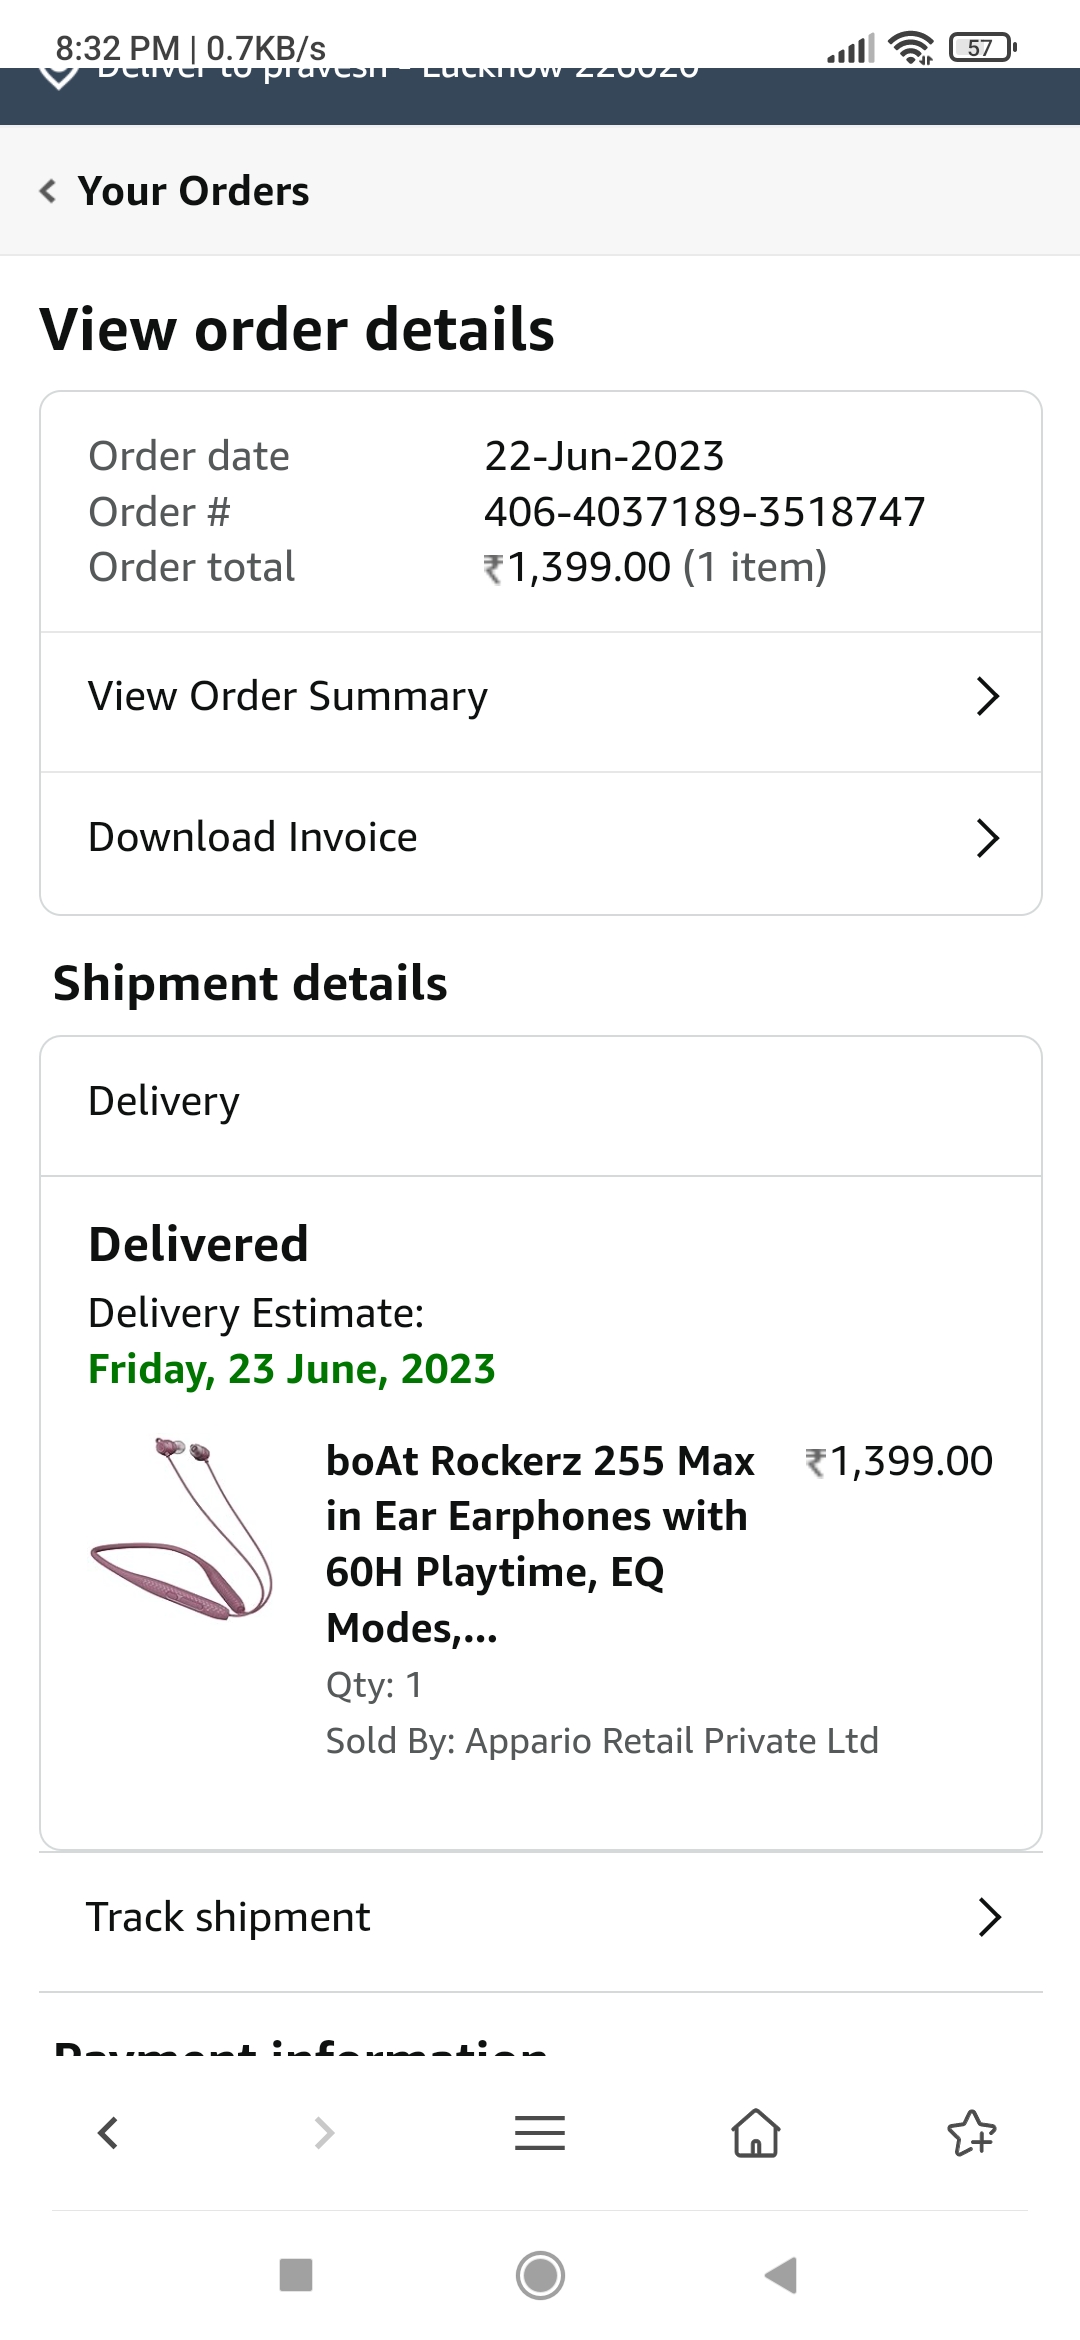 8:32 PM | 0.7KB/s
57
Deliver to pravesh - Lucknow 226020
Your Orders
View order details
Order date 22-Jun-2023
Order # 406-4037189-3518747
Order total ₹1,399.00 (1 item)
View Order Summary
Download Invoice
Shipment details
Delivery
Delivered
Delivery Estimate:
Friday, 23 June, 2023
boAt Rockerz 255 Max ₹1,399.00
in Ear Earphones with
60H Playtime, EQ
Modes,...
Qty: 1
Sold By: Appario Retail Private Ltd
Track shipment
Payment information